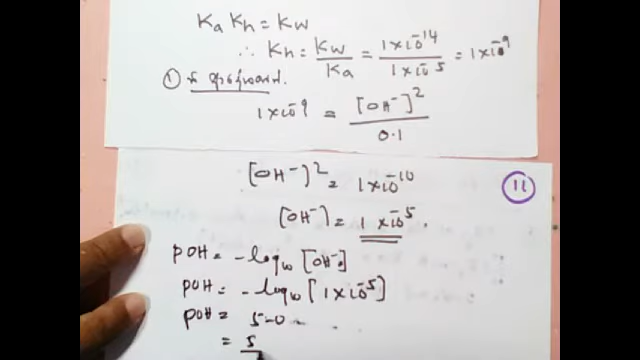 Ka Kh = Kw
∴ Kh = Kw / Ka = 1×10⁻¹⁴ / 1×10⁻⁵ = 1×10⁻⁹
①
1×10⁻⁹ = [OH⁻]² / 0.1
[OH⁻]² = 1×10⁻¹⁰
11
[OH⁻] = 1×10⁻⁵.
POH = -log₁₀ [OH⁻]
POH = -log₁₀ [1×10⁻⁵]
POH = 5-0
= 5